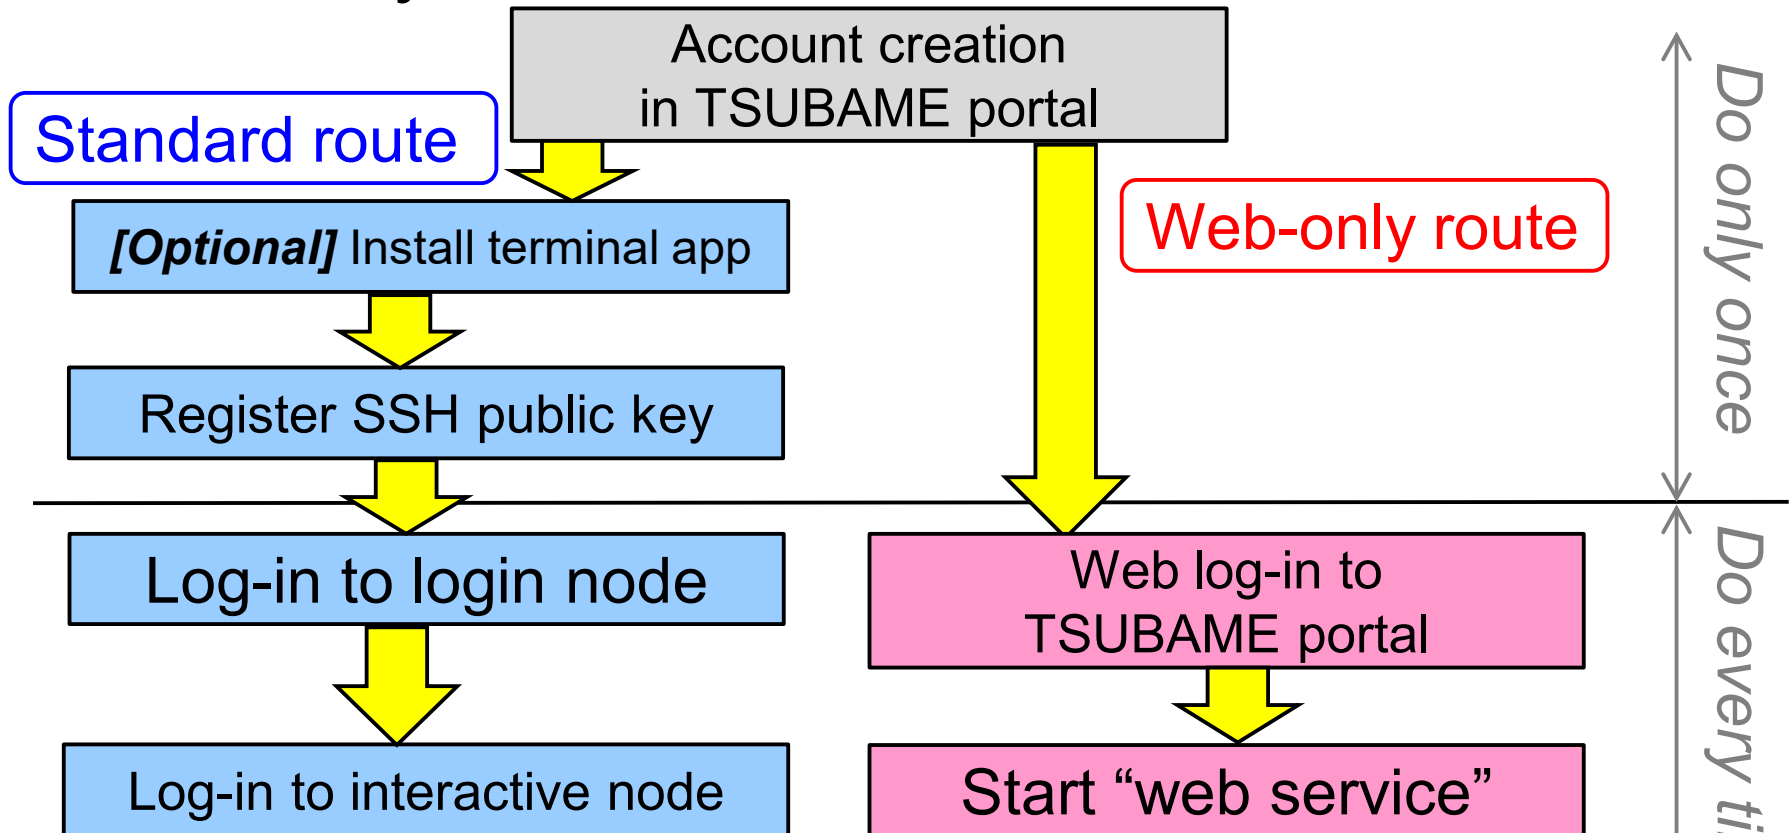 Account creation
in TSUBAME portal
Standard route
[Optional] Install terminal app
Web-only route
Register SSH public key
Do only once
Log-in to login node
Web log-in to
TSUBAME portal
Log-in to interactive node
Start “web service”
Do every